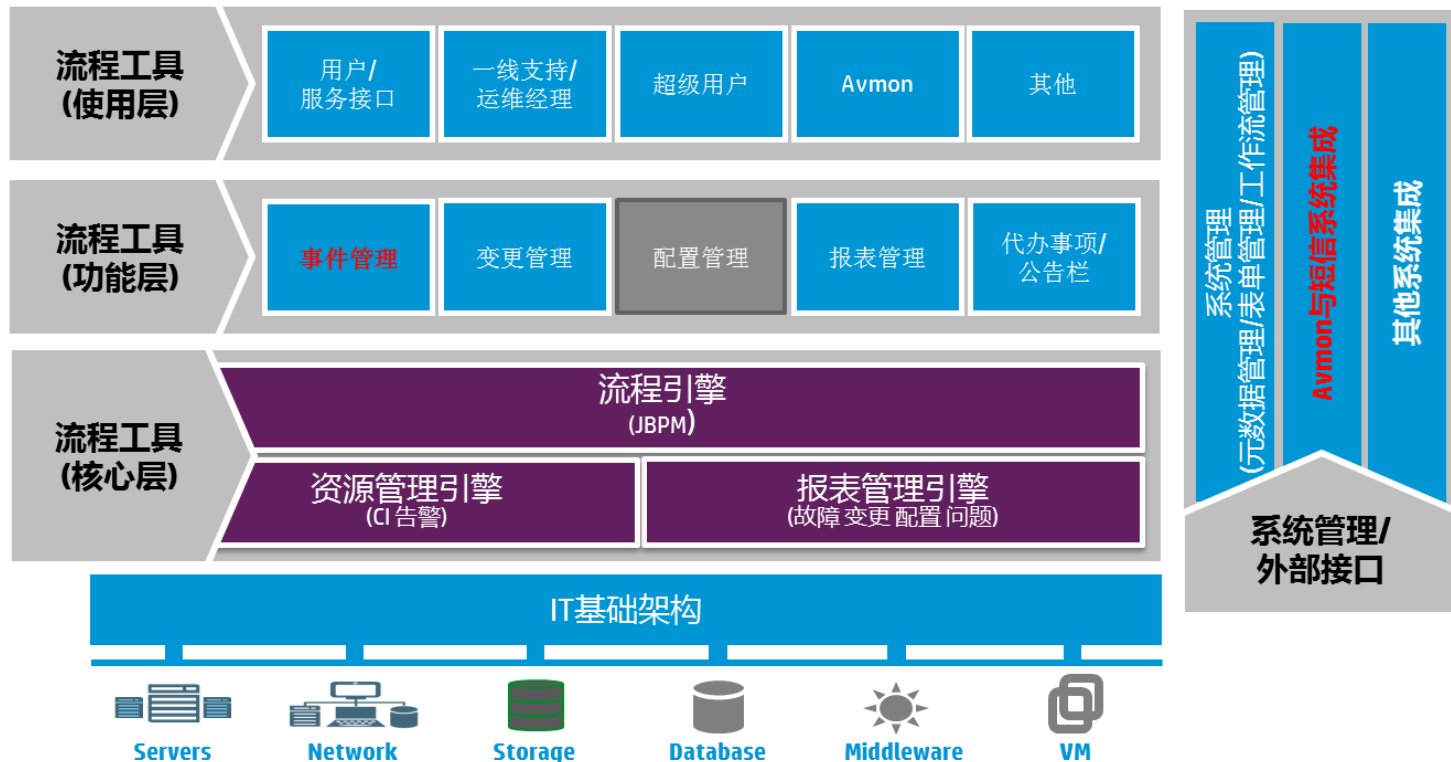 流程工具
(使用层)
用户/
服务接口
一线支持/
运维经理
超级用户
Avmon
其他
流程工具
(功能层)
事件管理
变更管理
配置管理
报表管理
代办事项/
公告栏
流程工具
(核心层)
流程引擎
(JBPM)
资源管理引擎
(CI 告警)
报表管理引擎
(故障 变更 配置 问题)
IT基础架构
Servers
Network
Storage
Database
Middleware
VM
系统管理
(元数据管理/表单管理/工作流管理)
Avmon与短信系统集成
其他系统集成
系统管理/
外部接口